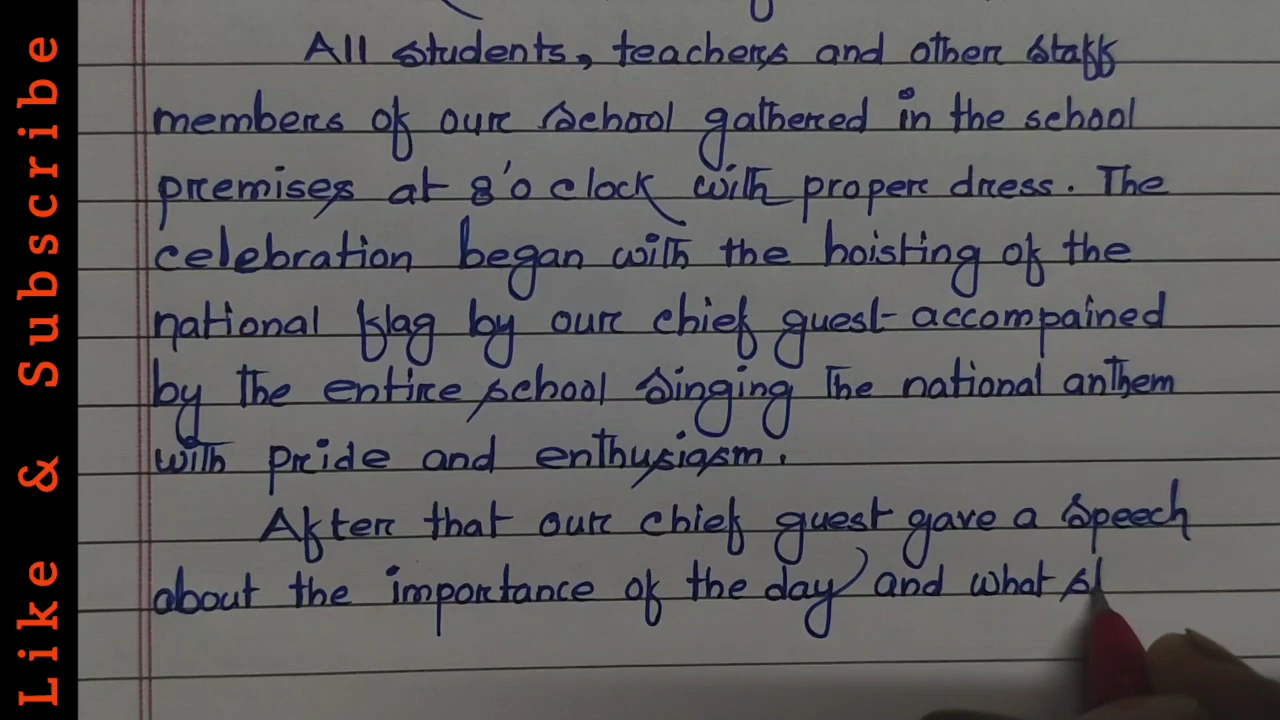 Like & Subscribe
All students, teachers and other staff
members of our school gathered in the school
premises at 8'o clock with proper dress. The
celebration began with the hoisting of the
national flag by our chief guest accompained
by the entire school singing the national anthem
with pride and enthusiasm.
After that our chief guest gave a speech
about the importance of the day and what